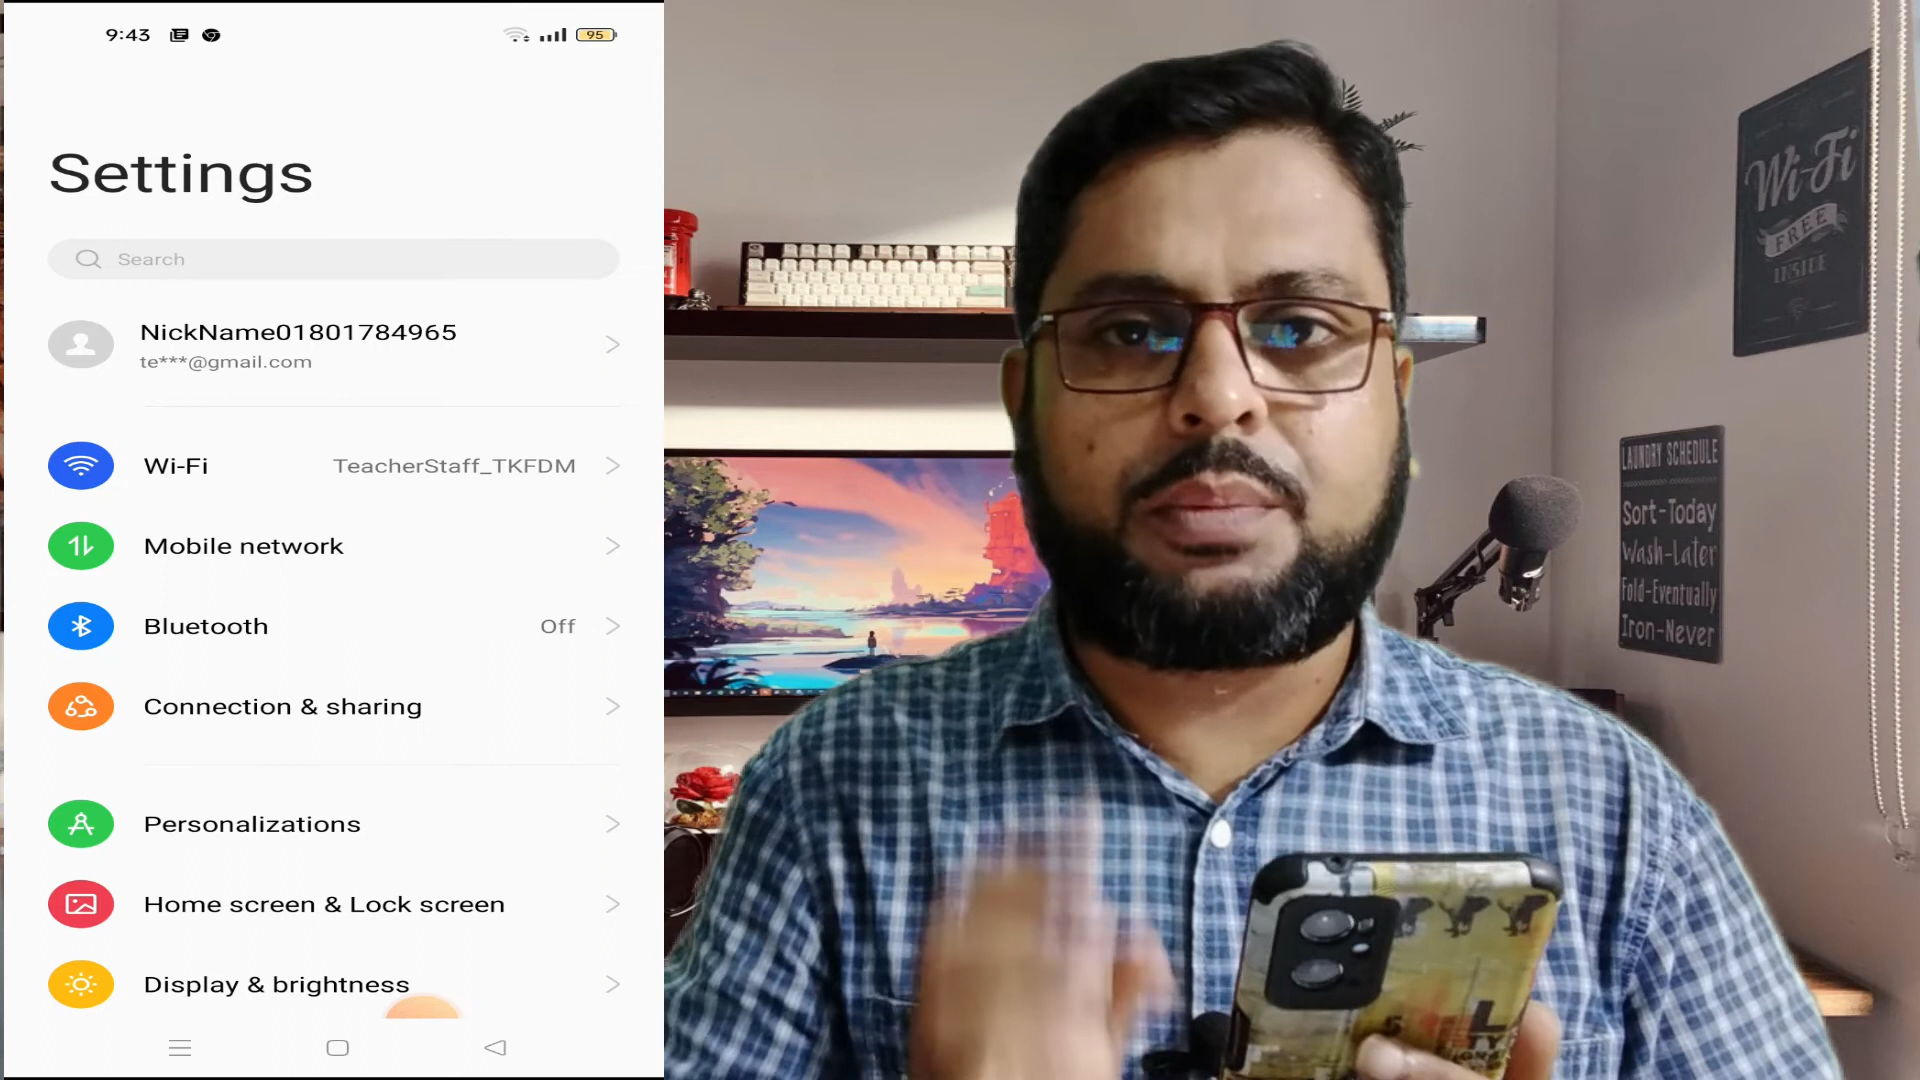 9:43
95
Settings
Search
NickName01801784965
te***@gmail.com
Wi-Fi TeacherStaff_TKFDM
Mobile network
Bluetooth Off
Connection & sharing
Personalizations
Home screen & Lock screen
Display & brightness
Wi-Fi
FREE
INSIDE
LAUNDRY SCHEDULE
Sort-Today
Wash-Later
Fold-Eventually
Iron-Never
L